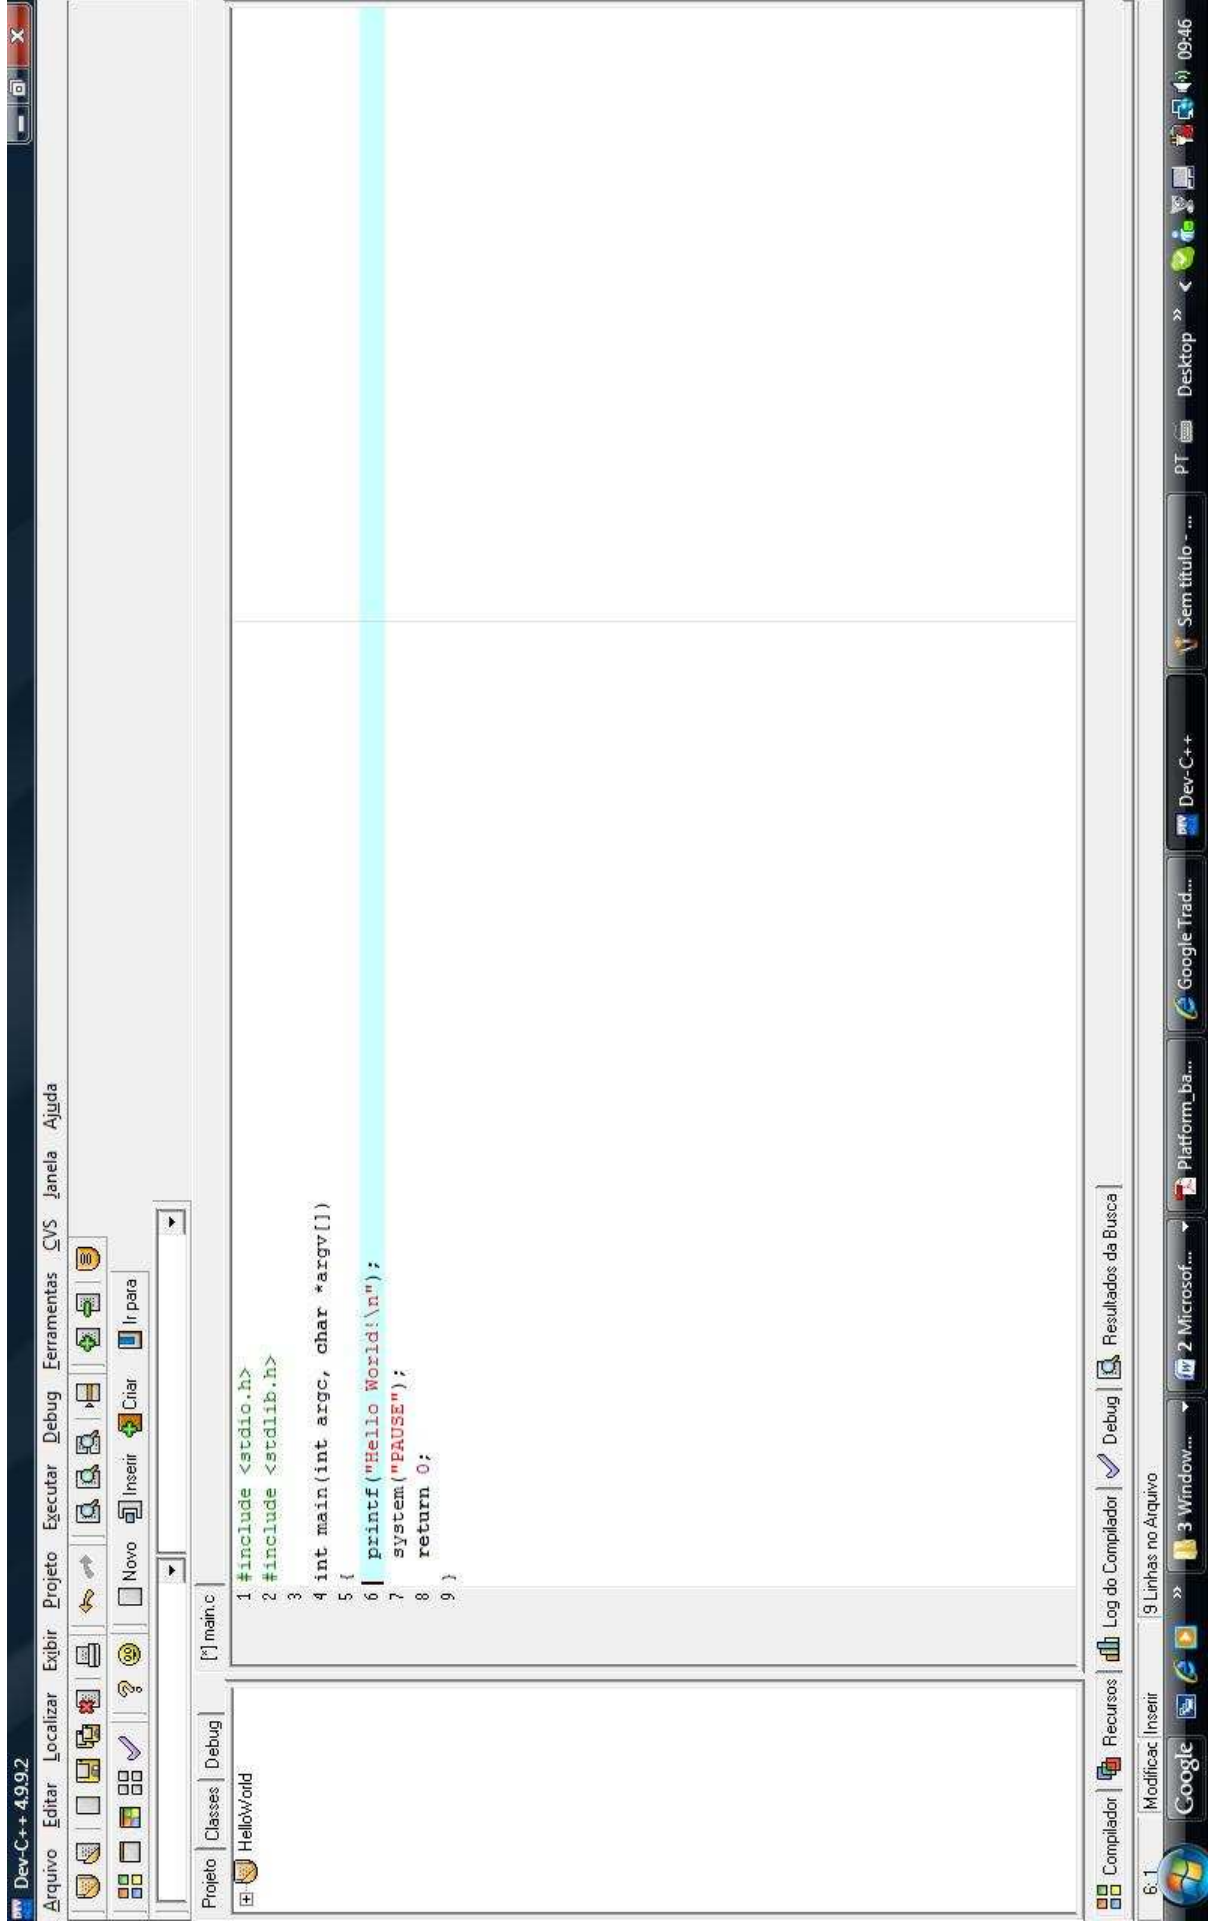 Dev-C++ 4.9.9.2
Arquivo Editar Localizar Exibir Projeto Executar Debug Ferramentas CVS Janela Ajuda
Novo Inserir Criar Ir para
Projeto Classes Debug
[*] main.c
HelloWorld
1 #include <stdio.h>
2 #include <stdlib.h>
3
4 int main(int argc, char *argv[])
5 {
6 printf("Hello World!\n");
7 system("PAUSE");
8 return 0;
9 }
Compilador Recursos Log do Compilador Debug Resultados da Busca
6: 1 Modificac Inserir 9 Linhas no Arquivo
Google » 3 Window... 2 Microsof... Platform_ba... Google Trad... Dev-C++ Sem título - ... PT Desktop » 09:46